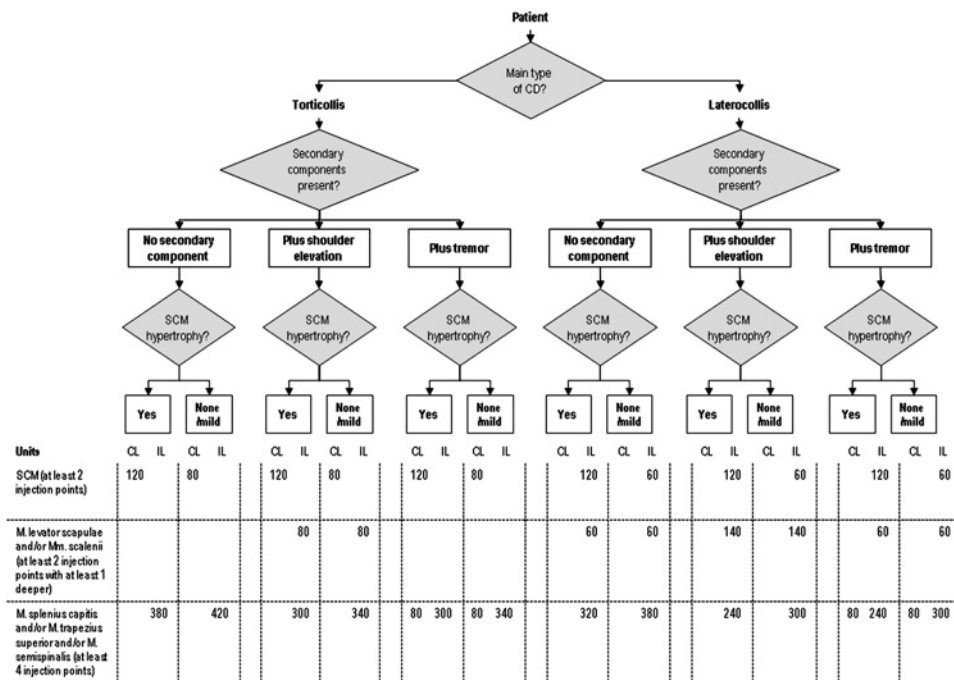 Patient
Main type
of CD?
Torticollis
Laterocollis
Secondary
components
present?
Secondary
components
present?
No secondary
component
Plus shoulder
elevation
Plus tremor
No secondary
component
Plus shoulder
elevation
Plus tremor
SCM
hypertrophy?
SCM
hypertrophy?
SCM
hypertrophy?
SCM
hypertrophy?
SCM
hypertrophy?
SCM
hypertrophy?
Yes
None
/mild
Yes
None
/mild
Yes
None
/mild
Yes
None
/mild
Yes
None
/mild
Yes
None
/mild
Units CL IL CL IL CL IL CL IL CL IL CL IL CL IL CL IL CL IL CL IL CL IL CL IL
SCM (at least 2 120 80 120 80 120 80 120 60 120 60 120 60
injection points)
M. levator scapulae 80 80 60 60 140 140 60 60
and/or Mm. scalenii
(at least 2 injection
points with at least 1
deeper)
M. splenius capitis 380 420 300 340 80 300 80 340 320 380 240 300 80 240 80 300
and/or M. trapezius
superior and/or M.
semispinalis (at least
4 injection points)